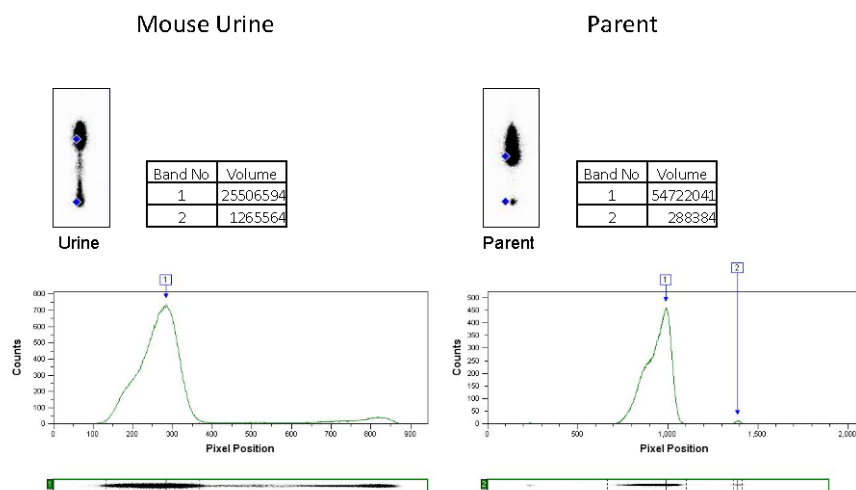 Mouse Urine
Parent
Band No Volume
1 25506594
2 1265564
Urine
Band No Volume
1 54722041
2 288384
Parent
1
800
700
600
500
400
300
200
100
0
Counts
0 100 200 300 400 500 600 700 800 900
Pixel Position
1
1
2
500
450
400
350
300
250
200
150
100
50
0
Counts
0 500 1,000 1,500 2,000
Pixel Position
2